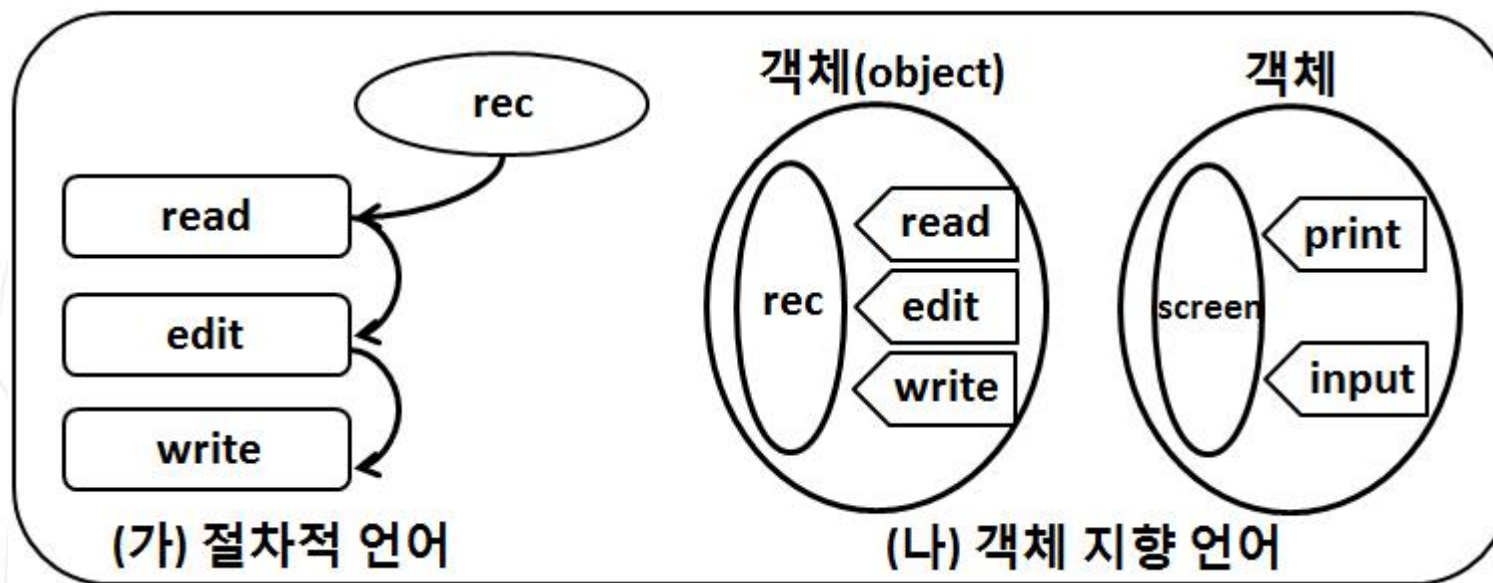 rec
read
edit
write
(가) 절차적 언어
객체(object)
rec
read
edit
write
객체
screen
print
input
(나) 객체 지향 언어